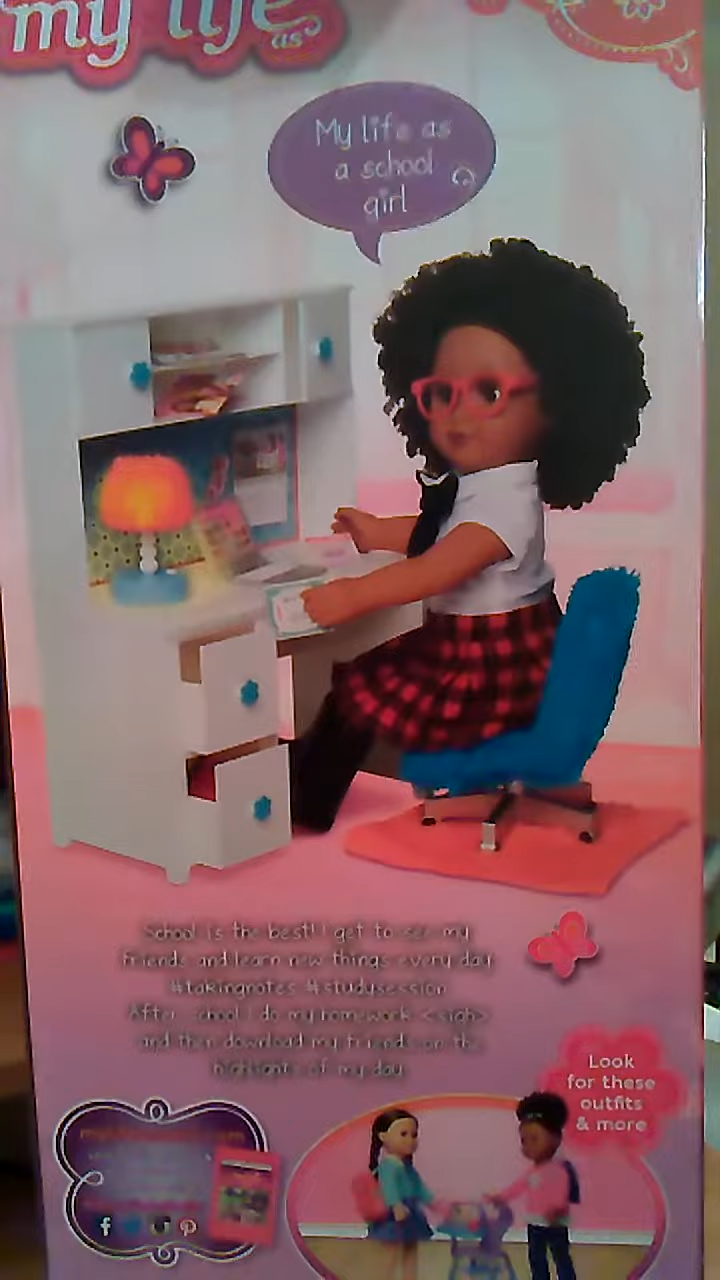 my life
as
My life as
a school
girl
School is the best! I get to see my
friends and learn new things every day
#takingnotes #studysession
After school I do my homework <sigh>
and then download my friends on the
highlights of my day.
Look
for these
outfits
& more